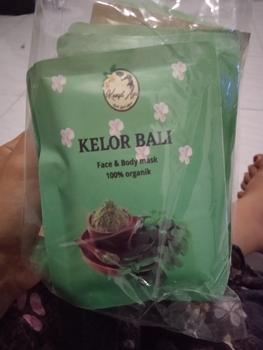 KELOR BALI
Face & Body mask
100% organik